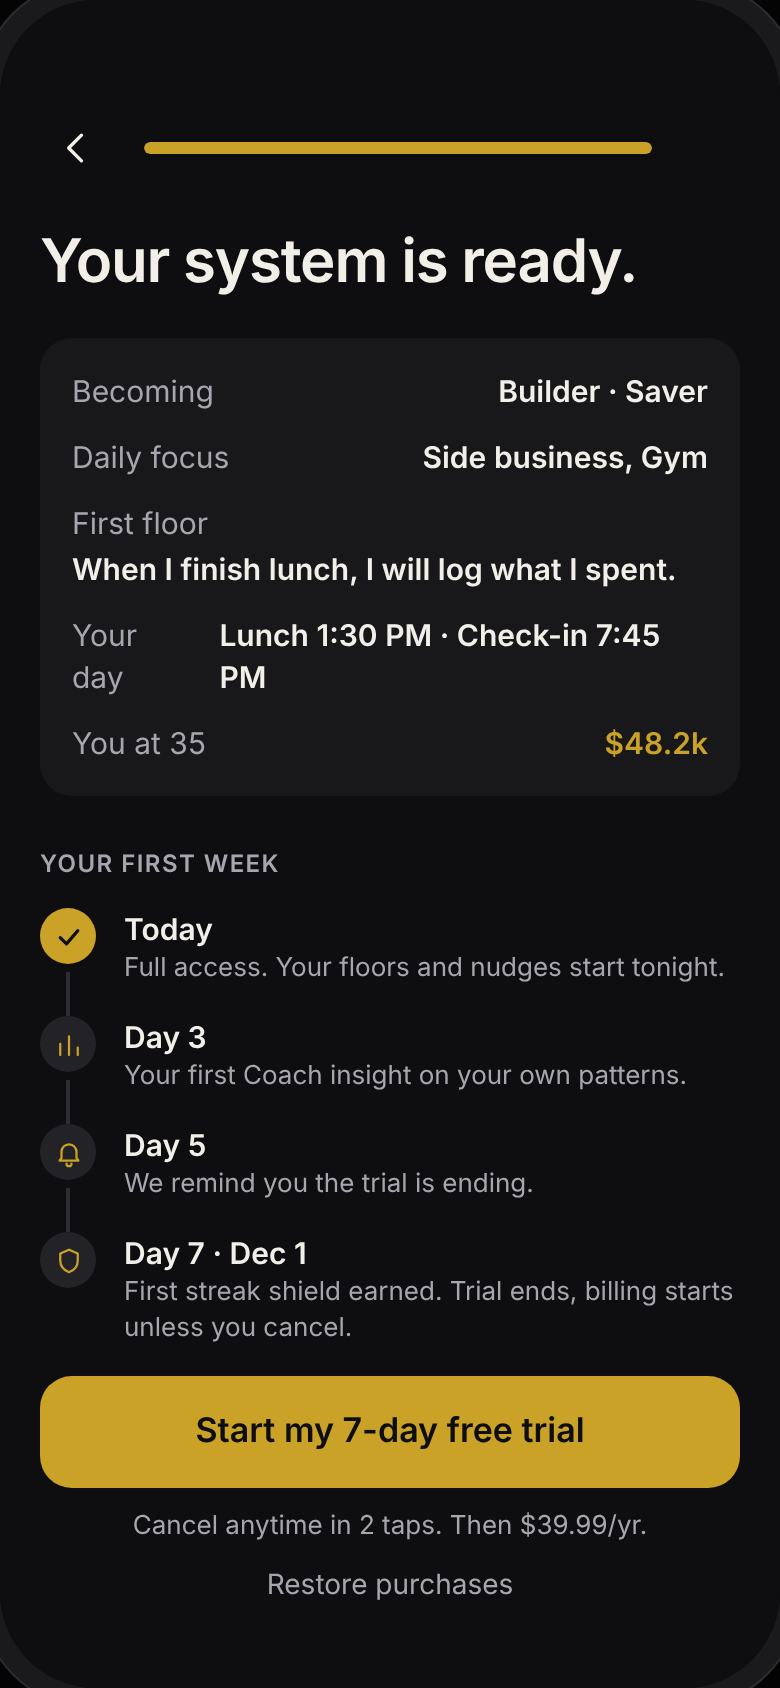 Your system is ready.
Becoming Builder · Saver
Daily focus Side business, Gym
First floor
When I finish lunch, I will log what I spent.
Your day Lunch 1:30 PM · Check-in 7:45 PM
You at 35 $48.2k
YOUR FIRST WEEK
Today
Full access. Your floors and nudges start tonight.
Day 3
Your first Coach insight on your own patterns.
Day 5
We remind you the trial is ending.
Day 7 · Dec 1
First streak shield earned. Trial ends, billing starts
unless you cancel.
Start my 7-day free trial
Cancel anytime in 2 taps. Then $39.99/yr.
Restore purchases